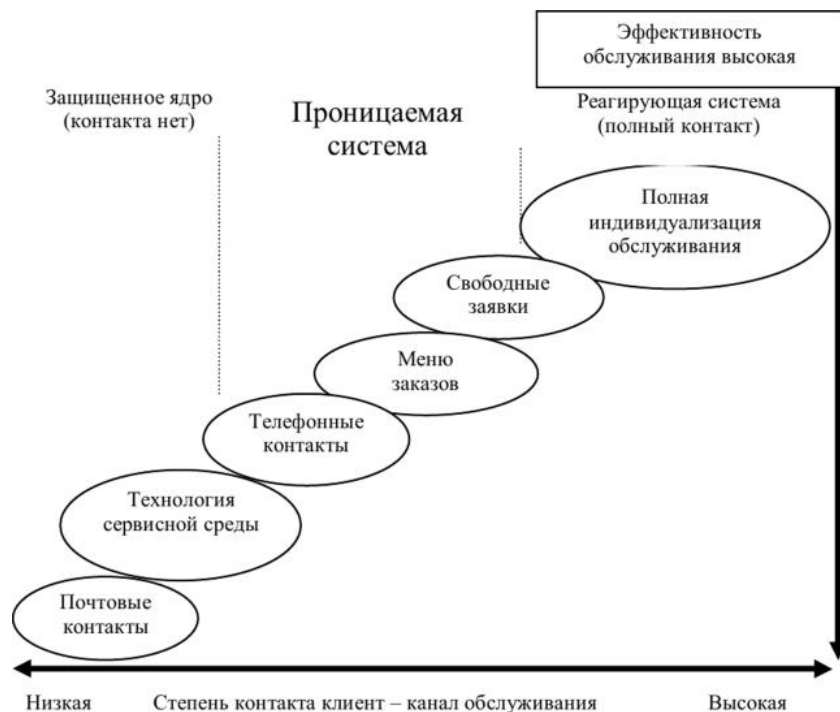 Эффективность
обслуживания высокая
Защищенное ядро
(контакта нет)
Проницаемая
система
Реагирующая система
(полный контакт)
Полная
индивидуализация
обслуживания
Свободные
заявки
Меню
заказов
Телефонные
контакты
Технология
сервисной среды
Почтовые
контакты
Низкая Степень контакта клиент – канал обслуживания Высокая